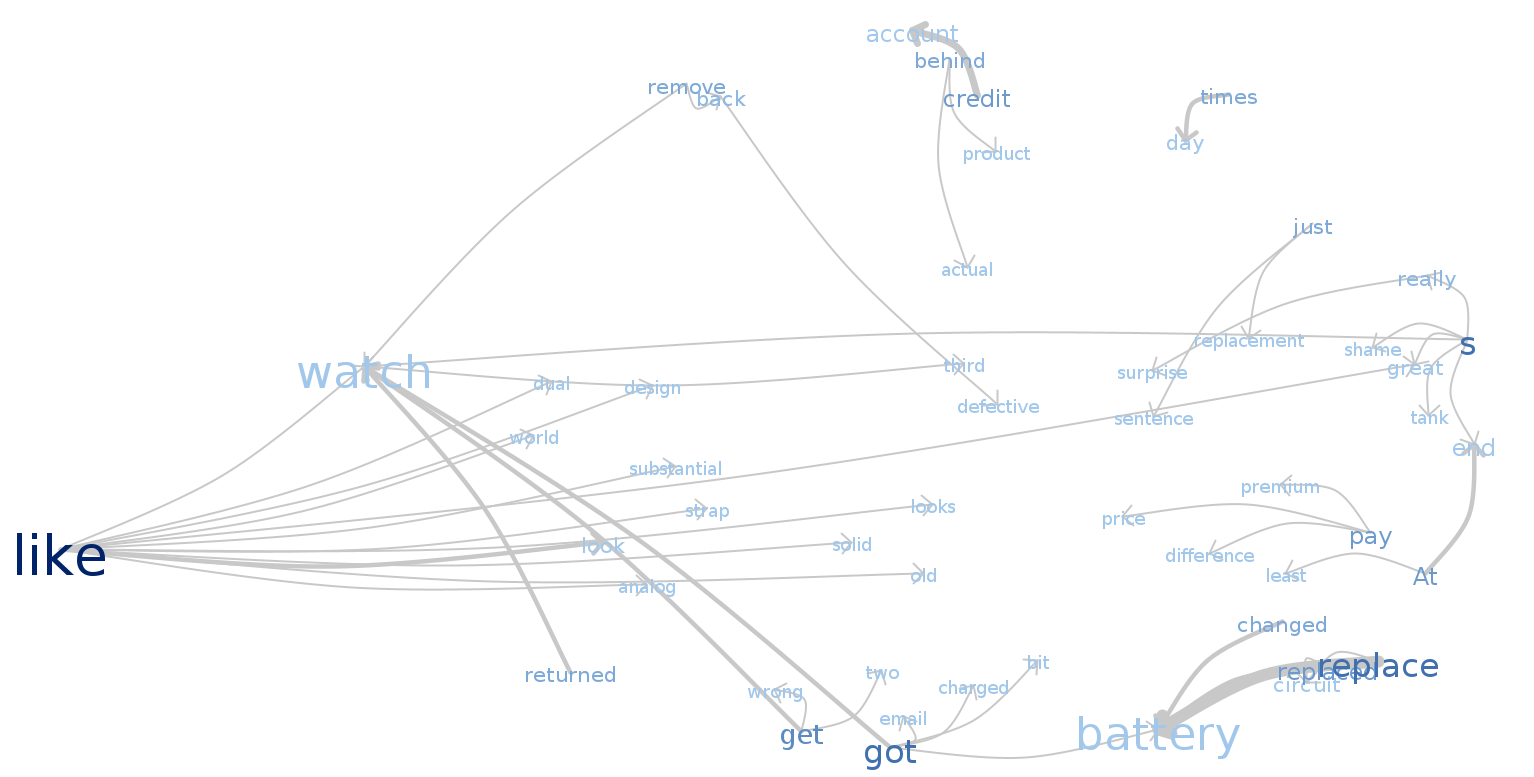 account
behind
remove
back
credit
times
day
product
just
actual
really
replacement
s
shame
watch
third
great
surprise
dual
design
defective
sentence
tank
world
end
substantial
premium
strap
looks
price
pay
look
solid
difference
like
old
least
At
analog
changed
bit
replace
two
replaced
returned
circuit
charged
wrong
email
get
battery
got